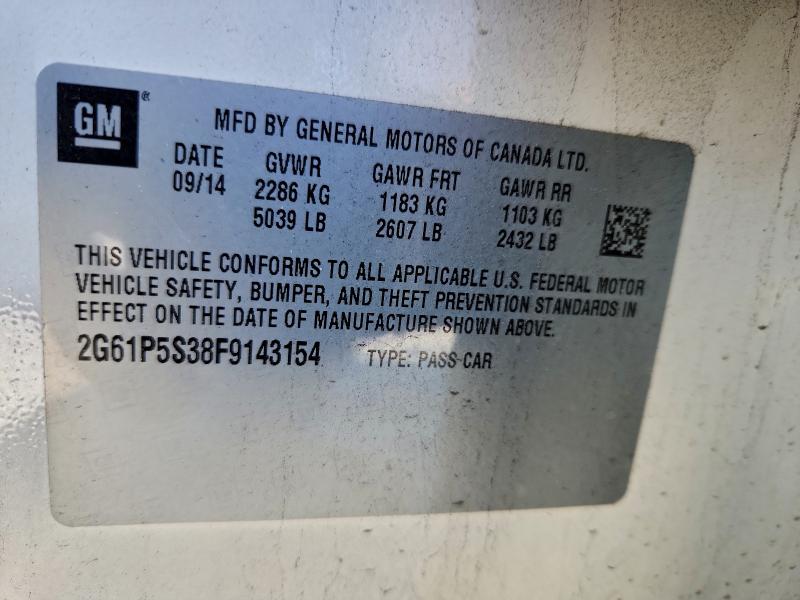 GM®
MFD BY GENERAL MOTORS OF CANADA LTD.
DATE GVWR GAWR FRT GAWR RR
09/14 2286 KG 1183 KG 1103 KG
5039 LB 2607 LB 2432 LB
THIS VEHICLE CONFORMS TO ALL APPLICABLE U.S. FEDERAL MOTOR
VEHICLE SAFETY, BUMPER, AND THEFT PREVENTION STANDARDS IN
EFFECT ON THE DATE OF MANUFACTURE SHOWN ABOVE.
2G61P5S38F9143154 TYPE: PASS-CAR